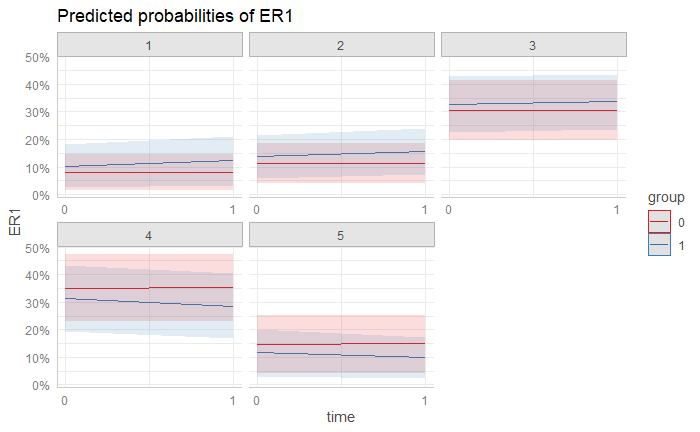 Predicted probabilities of ER1
1 2 3
50%
40%
30%
20%
10%
0%
0 1 0 1 0 1
4 5
50%
40%
30%
20%
10%
0%
0 1 0 1
ER1
time
group
0
1